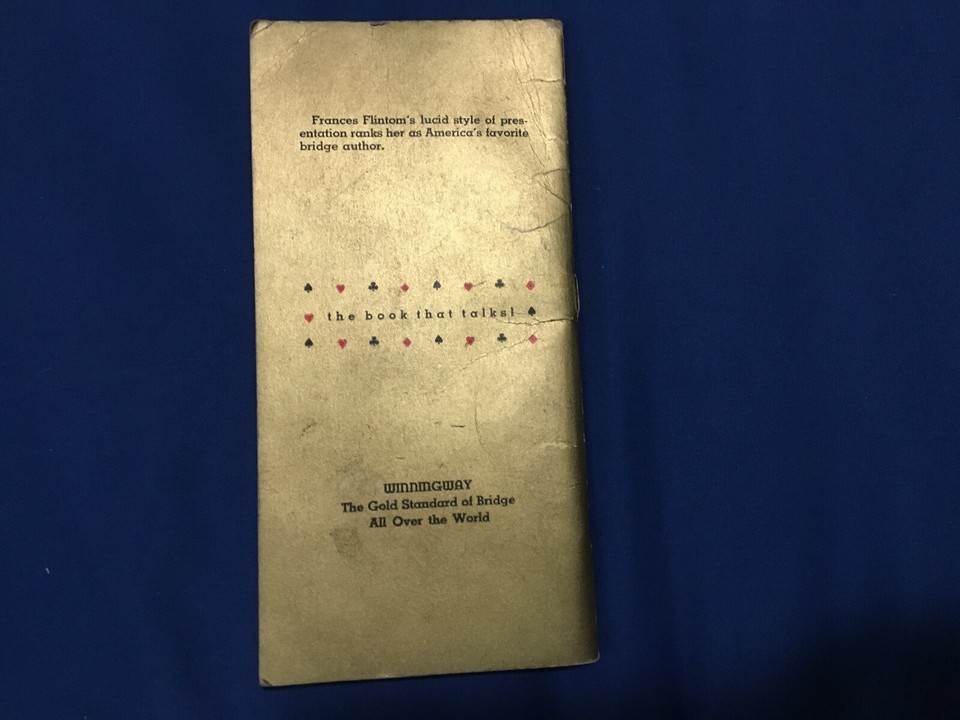 Frances Flintom's lucid style of pres-
entation ranks her as America's favorite
bridge author.
the book that talks!
WINNINGWAY
The Gold Standard of Bridge
All Over the World